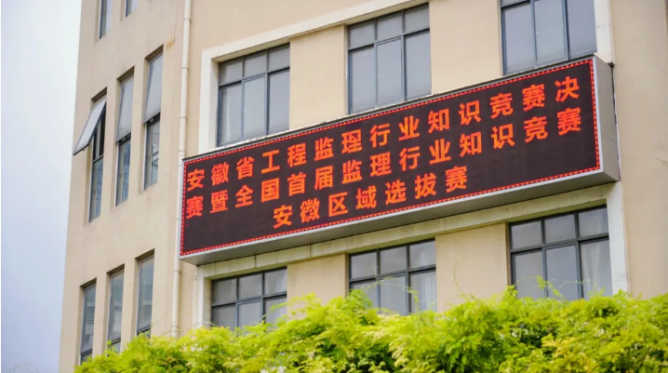 安徽省工程监理行业知识竞赛决
赛暨全国首届监理行业知识竞赛
安徽区域选拔赛